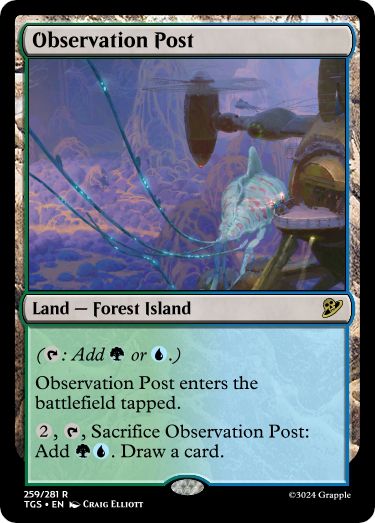 Observation Post
Land — Forest Island
(: Add or .)
Observation Post enters the
battlefield tapped.
2, , Sacrifice Observation Post:
Add . Draw a card.
259/281 R
TGS • EN Craig Elliott
©3024 Grapple